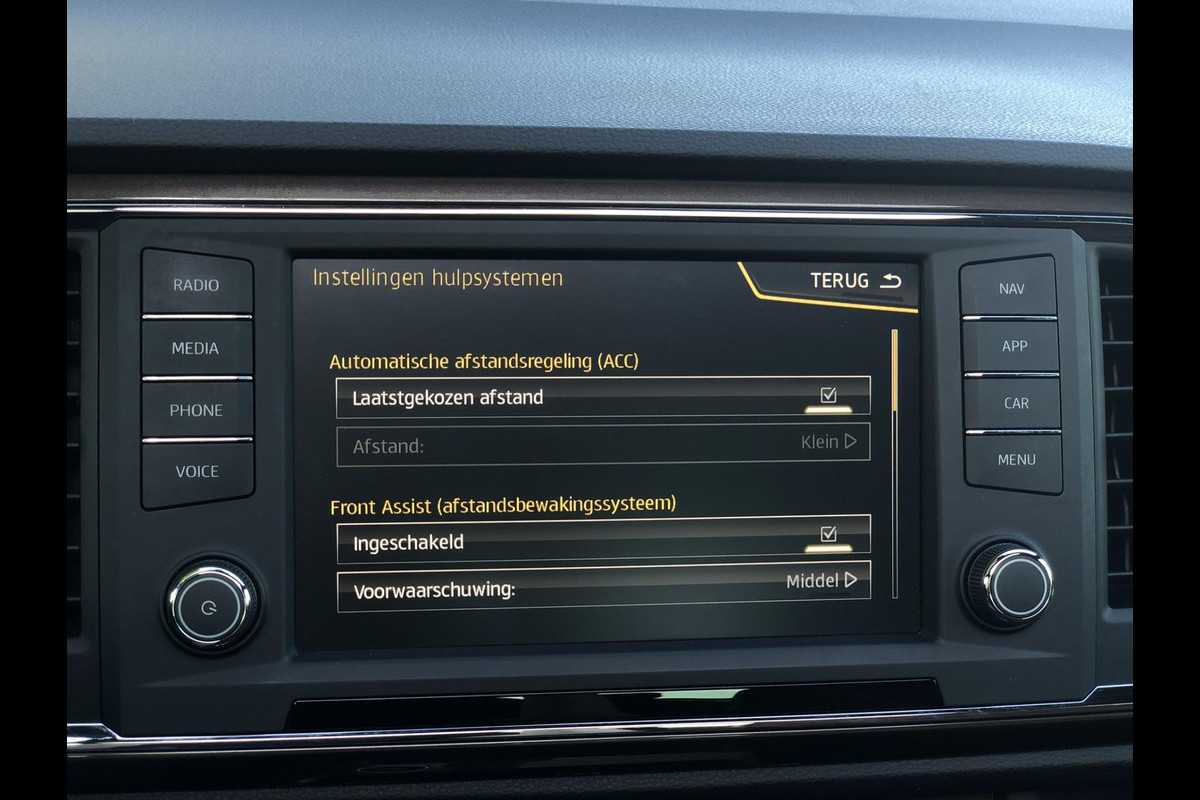 RADIO
MEDIA
PHONE
VOICE
Instellingen hulpsystemen
TERUG
Automatische afstandsregeling (ACC)
Laatstgekozen afstand
Afstand: Klein
Front Assist (afstandsbewakingssysteem)
Ingeschakeld
Voorwaarschuwing: Middel
NAV
APP
CAR
MENU